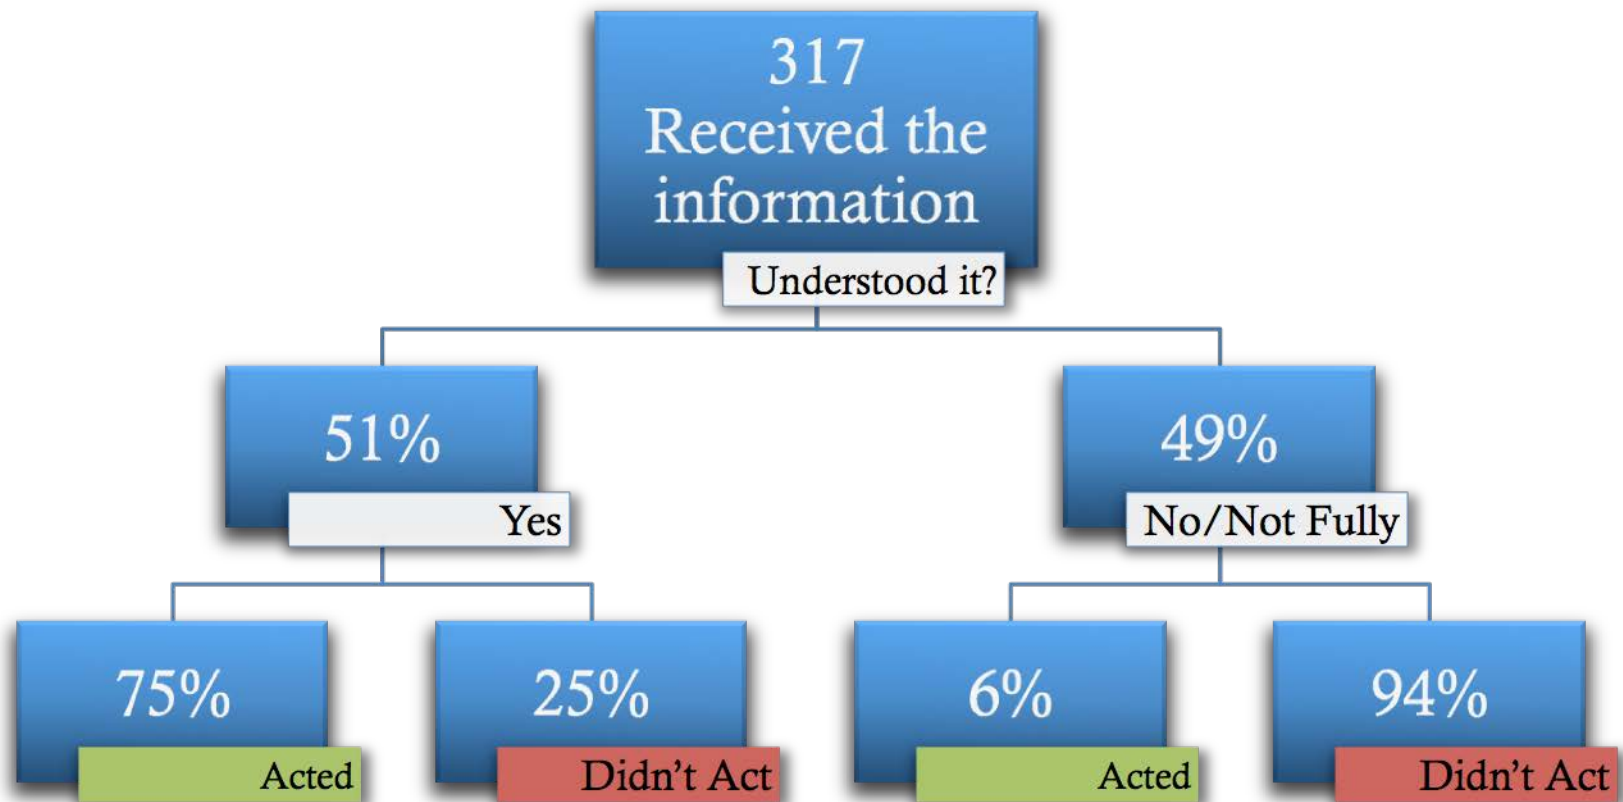 317
Received the
information
Understood it?
51%
Yes
49%
No/Not Fully
75%
Acted
25%
Didn't Act
6%
Acted
94%
Didn't Act